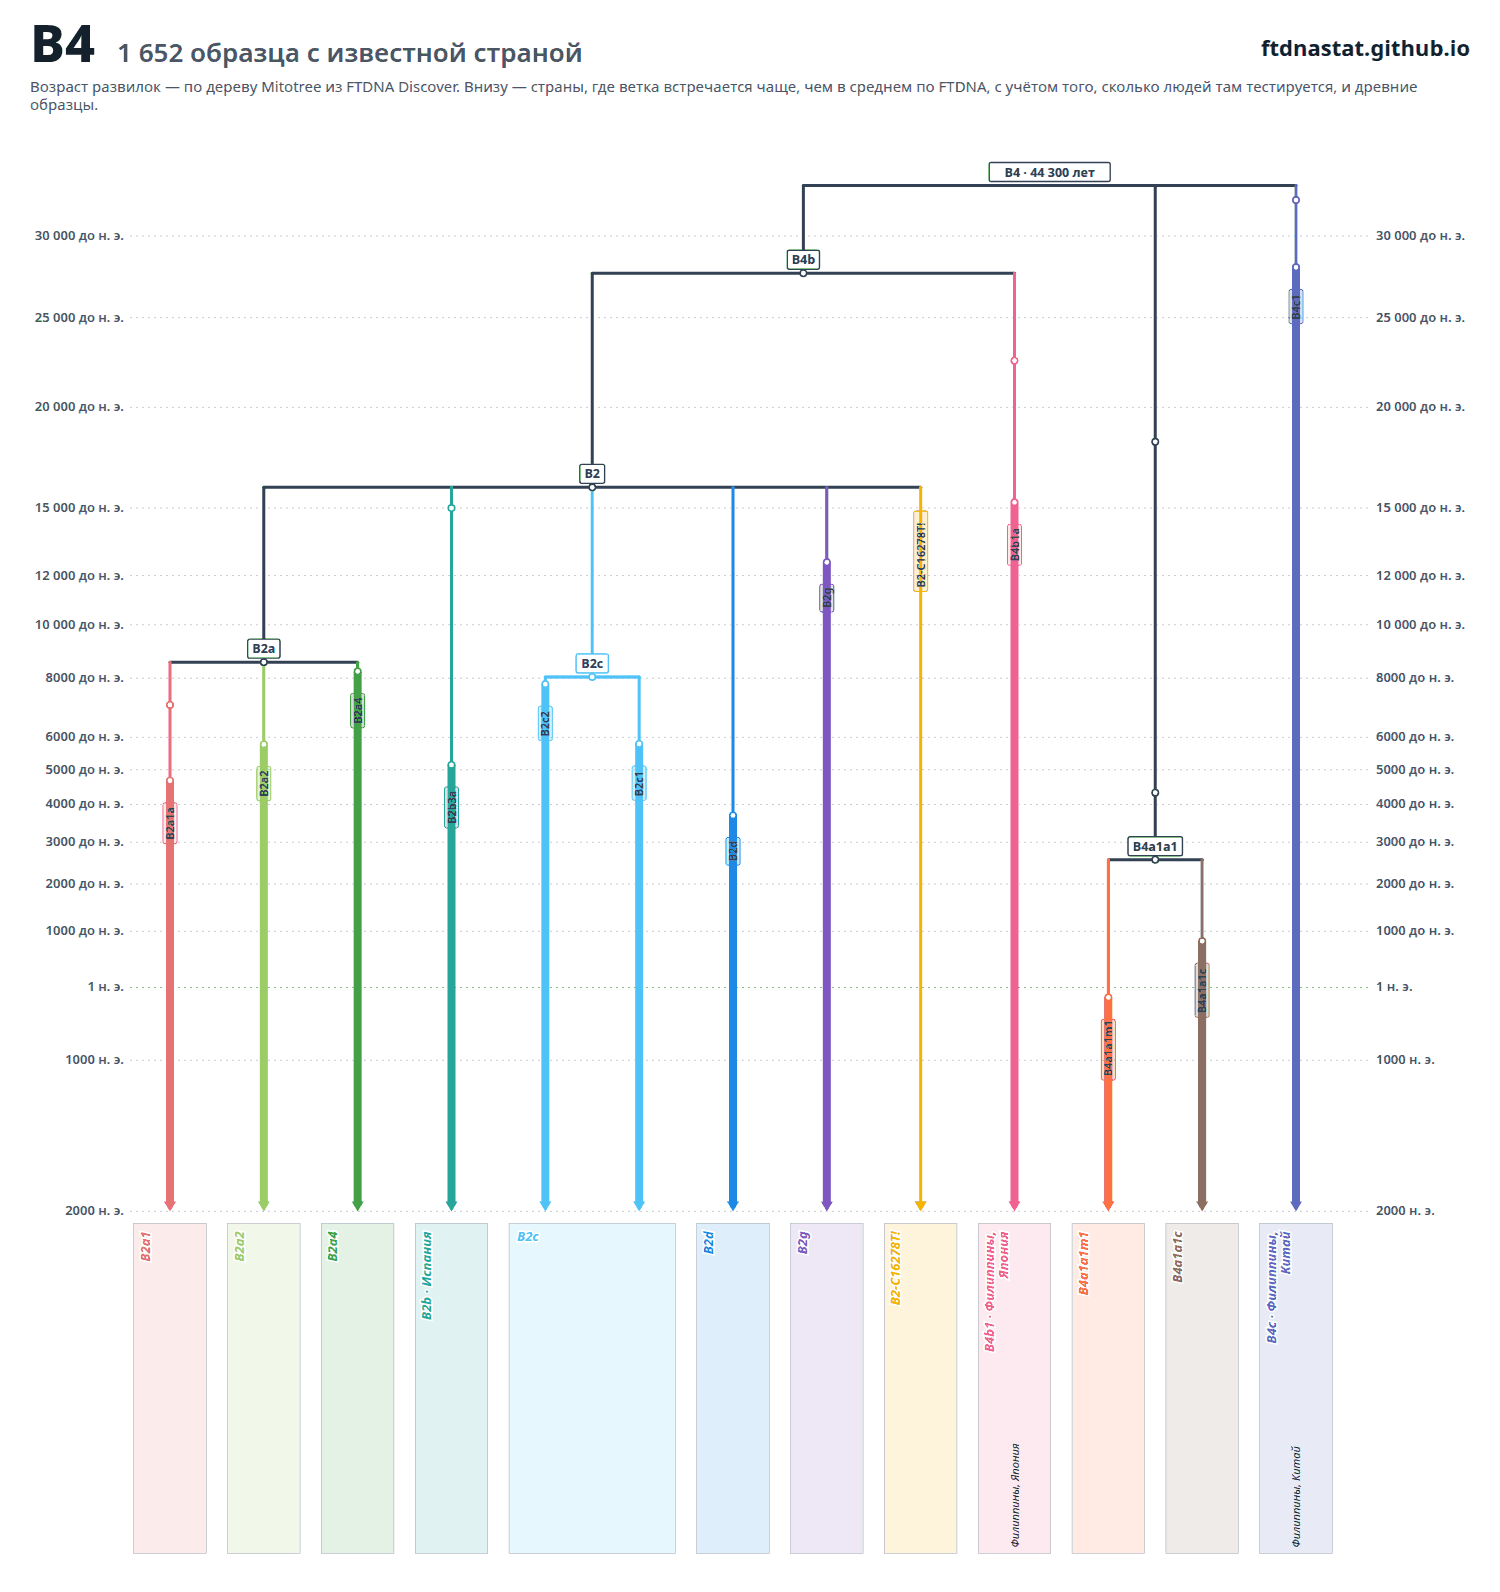 B4 1 652 образца с известной страной
ftdnastat.github.io
Возраст развилок — по дереву Mitotree из FTDNA Discover. Внизу — страны, где ветка встречается чаще, чем в среднем по FTDNA, с учётом того, сколько людей там тестируется, и древние
образцы.
B4 · 44 300 лет
30 000 до н. э. 30 000 до н. э.
B4b
B4c1
25 000 до н. э. 25 000 до н. э.
20 000 до н. э. 20 000 до н. э.
B2
15 000 до н. э. 15 000 до н. э.
B2-C16278T!
B4b1a
12 000 до н. э. 12 000 до н. э.
B2g
10 000 до н. э. 10 000 до н. э.
B2a
B2c
8000 до н. э. 8000 до н. э.
B2a4
B2c2
6000 до н. э. 6000 до н. э.
5000 до н. э. 5000 до н. э.
B2a2
B2c1
4000 до н. э. 4000 до н. э.
B2a1a
B2b3a
3000 до н. э. 3000 до н. э.
B2d
B4a1a1
2000 до н. э. 2000 до н. э.
1000 до н. э. 1000 до н. э.
B4a1a1c
1 н. э. 1 н. э.
B4a1a1m1
1000 н. э. 1000 н. э.
2000 н. э. 2000 н. э.
B2a1
B2a2
B2a4
B2b · Испания
B2c
B2d
B2g
B2-C16278T!
B4b1 · Филиппины,
Япония
Филиппины, Япония
B4a1a1m1
B4a1a1c
B4c · Филиппины,
Китай
Филиппины, Китай